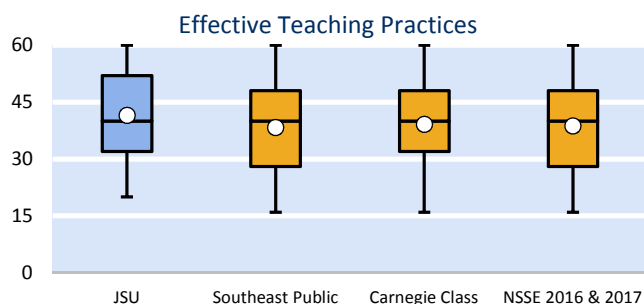 Effective Teaching Practices
60
45
30
15
0
JSU
Southeast Public
Carnegie Class
NSSE 2016 & 2017